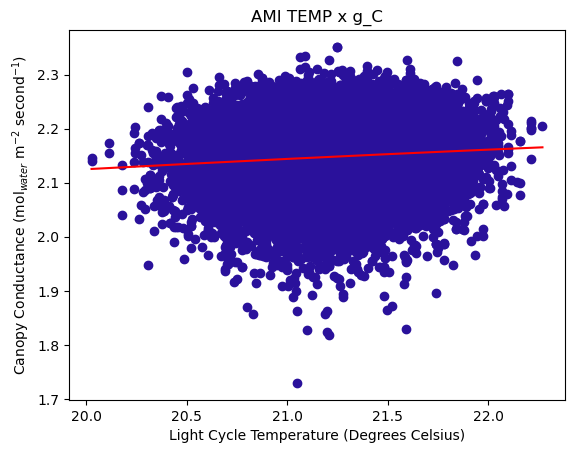 AMI TEMP x g_C
Canopy Conductance (mol_water m⁻² second⁻¹)
2.3
2.2
2.1
2.0
1.9
1.8
1.7
20.0 20.5 21.0 21.5 22.0
Light Cycle Temperature (Degrees Celsius)